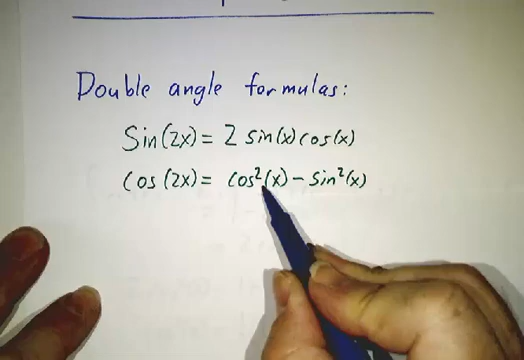 Double angle formulas:
Sin(2x) = 2 sin(x) cos(x)
Cos(2x) = cos²(x) - sin²(x)